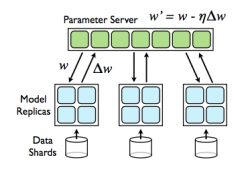 Parameter Server w' = w - ηΔw
w Δw
Model
Replicas
Data
Shards